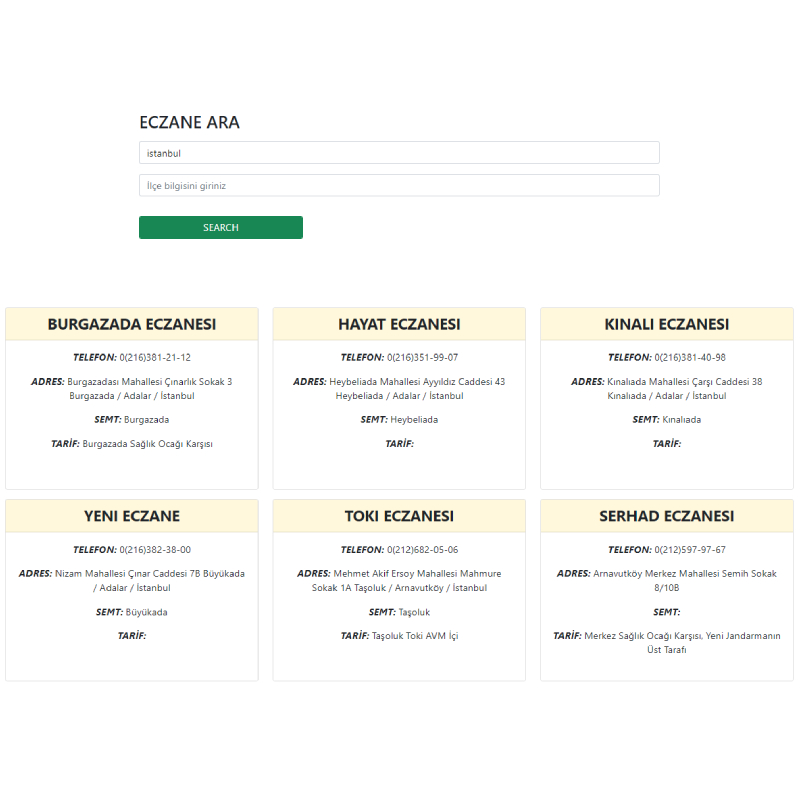 ECZANE ARA
istanbul
İlçe bilgisini giriniz
SEARCH
BURGAZADA ECZANESI
TELEFON: 0(216)381-21-12
ADRES: Burgazadası Mahallesi Çınarlık Sokak 3
Burgazada / Adalar / İstanbul
SEMT: Burgazada
TARİF: Burgazada Sağlık Ocağı Karşısı
HAYAT ECZANESI
TELEFON: 0(216)351-99-07
ADRES: Heybeliada Mahallesi Ayyıldız Caddesi 43
Heybeliada / Adalar / İstanbul
SEMT: Heybeliada
TARİF:
KINALI ECZANESI
TELEFON: 0(216)381-40-98
ADRES: Kınalıada Mahallesi Çarşı Caddesi 38
Kınalıada / Adalar / İstanbul
SEMT: Kınalıada
TARİF:
YENI ECZANE
TELEFON: 0(216)382-38-00
ADRES: Nizam Mahallesi Çınar Caddesi 7B Büyükada
/ Adalar / İstanbul
SEMT: Büyükada
TARİF:
TOKI ECZANESI
TELEFON: 0(212)682-05-06
ADRES: Mehmet Akif Ersoy Mahallesi Mahmure
Sokak 1A Taşoluk / Arnavutköy / İstanbul
SEMT: Taşoluk
TARİF: Taşoluk Toki AVM İçi
SERHAD ECZANESI
TELEFON: 0(212)597-97-67
ADRES: Arnavutköy Merkez Mahallesi Semih Sokak
8/10B
SEMT:
TARİF: Merkez Sağlık Ocağı Karşısı, Yeni Jandarmanın
Üst Tarafı